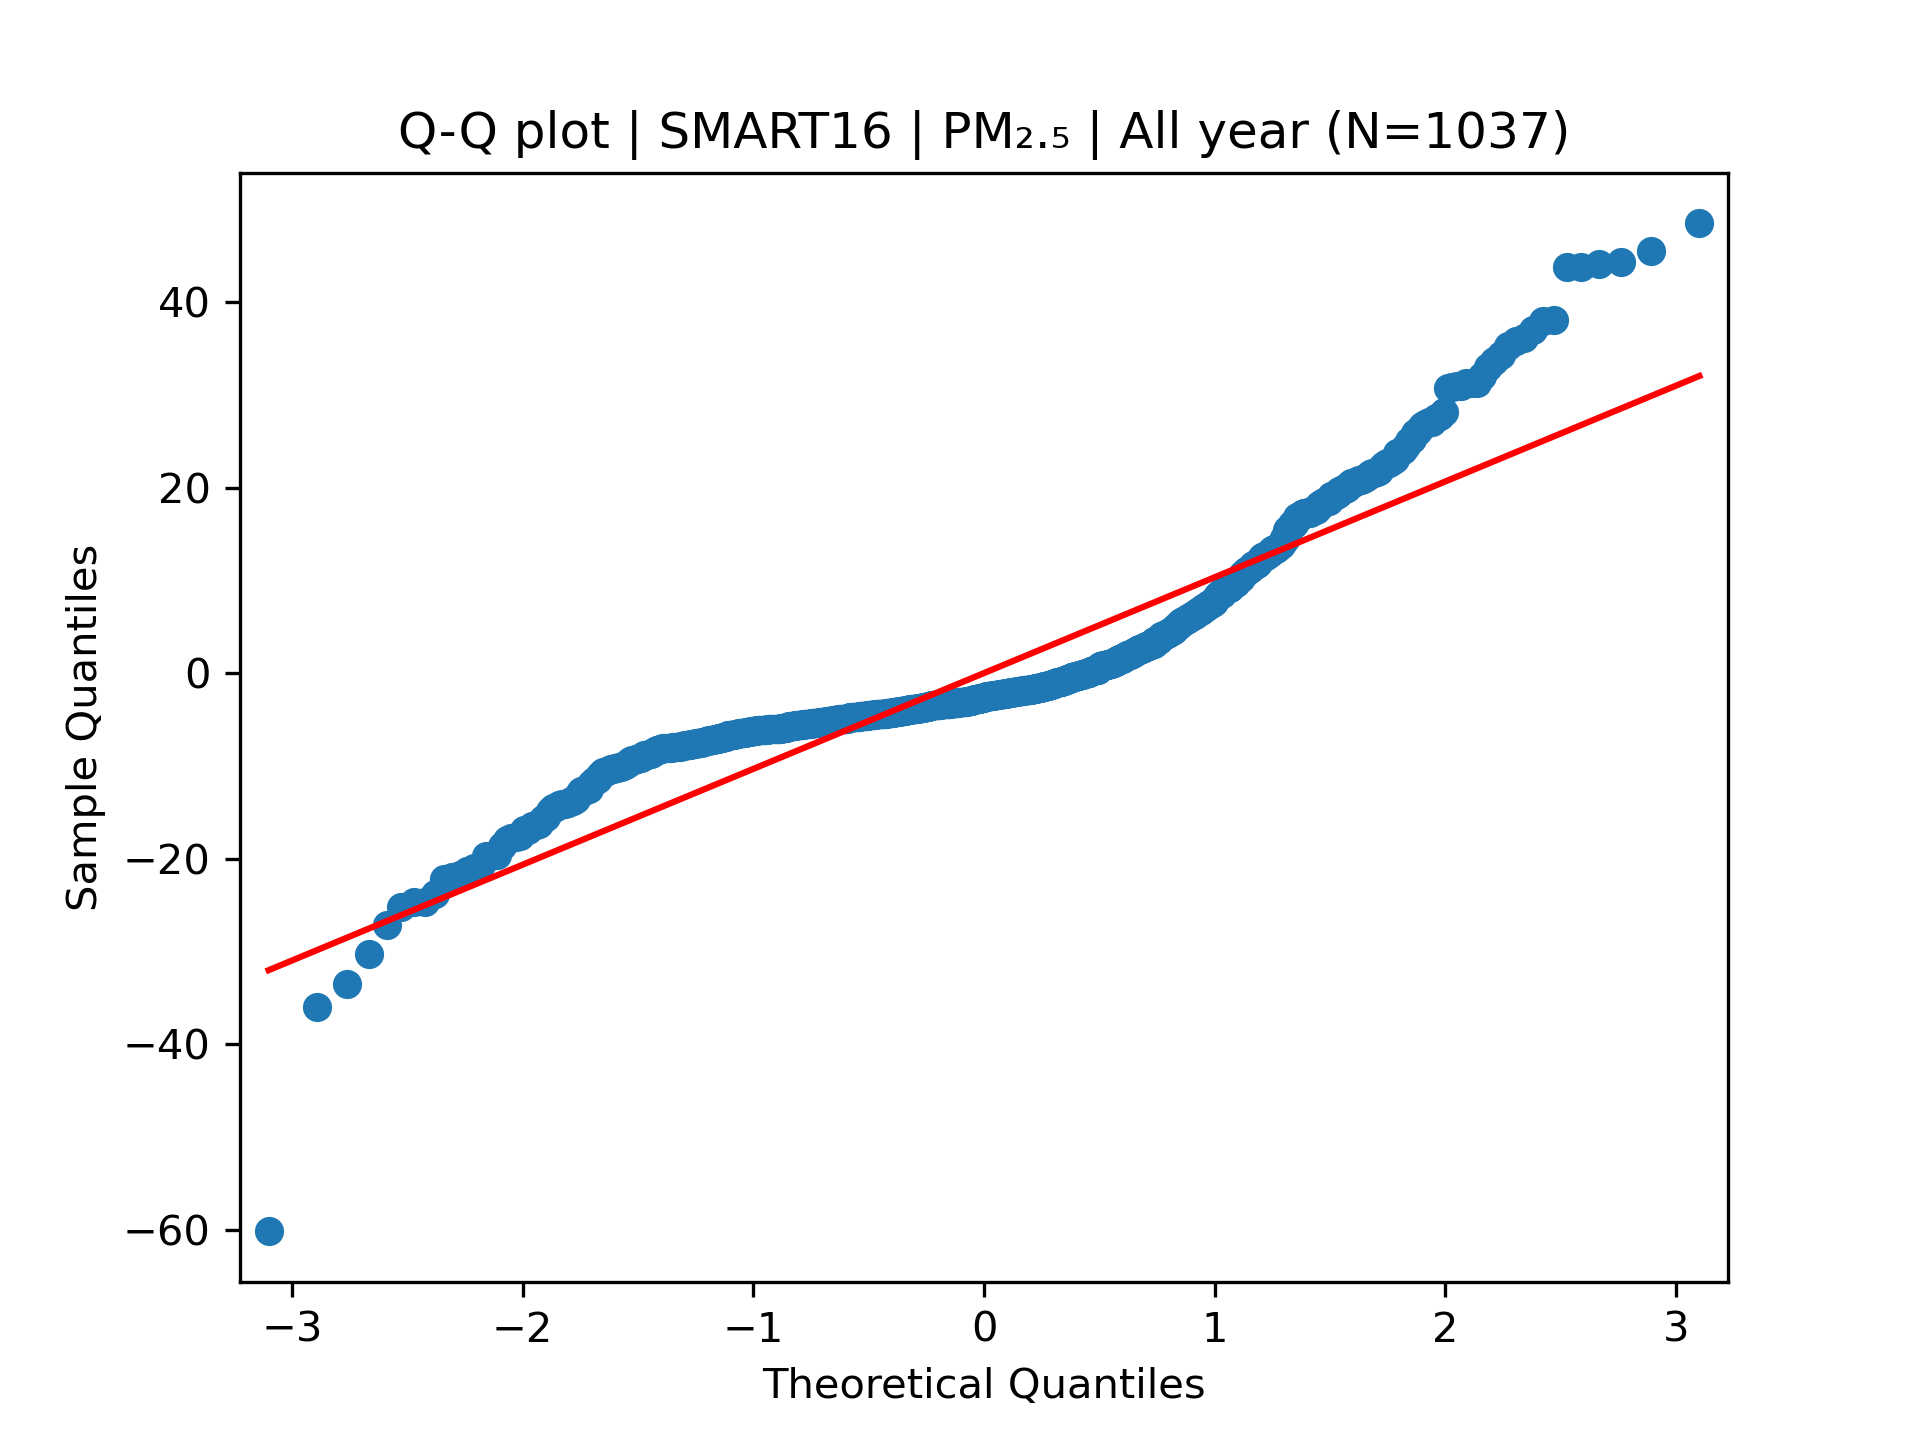 Q-Q plot | SMART16 | PM₂.₅ | All year (N=1037)
40
20
0
−20
−40
−60
Sample Quantiles
−3 −2 −1 0 1 2 3
Theoretical Quantiles